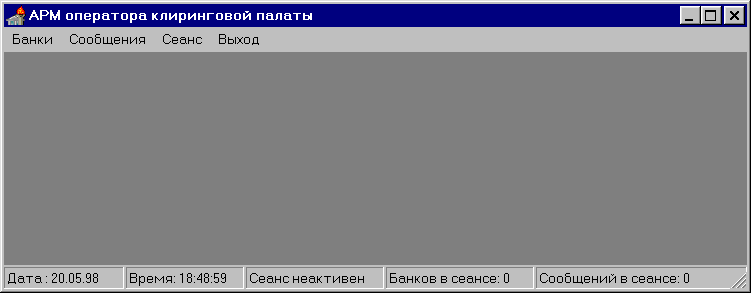 АРМ оператора клиринговой палаты
Банки Сообщения Сеанс Выход
Дата : 20.05.98 Время: 18:48:59 Сеанс неактивен Банков в сеансе: 0 Сообщений в сеансе: 0